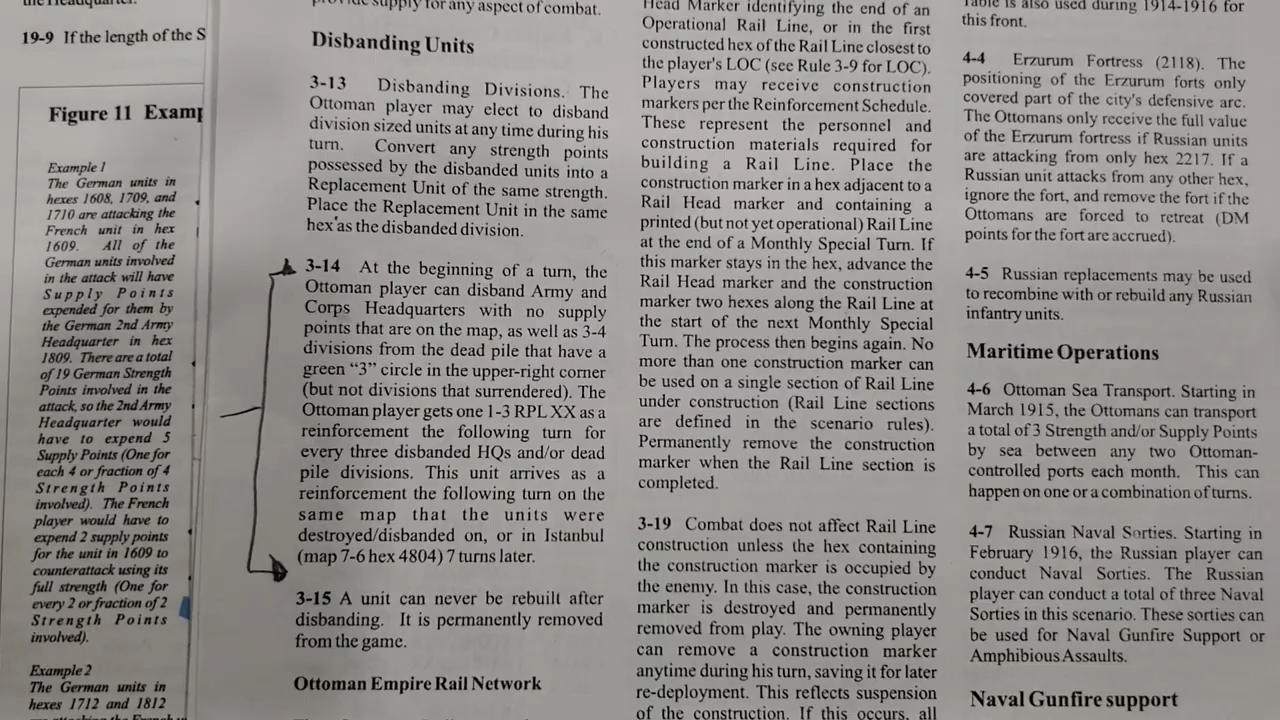 the Headquarter.
19-9 If the length of the S
Figure 11 Examp
Example 1
The German units in
hexes 1608, 1709, and
1710 are attacking the
French unit in hex
1609. All of the
German units involved
in the attack will have
Supply Points
expended for them by
the German 2nd Army
Headquarter in hex
1809. There are a total
of 19 German Strength
Points involved in the
attack, so the 2nd Army
Headquarter would
have to expend 5
Supply Points (One for
each 4 or fraction of 4
Strength Points
involved). The French
player would have to
expend 2 supply points
for the unit in 1609 to
counterattack using its
full strength (One for
every 2 or fraction of 2
Strength Points
involved).
Example 2
The German units in
hexes 1712 and 1812
provide supply for any aspect of combat.
Disbanding Units
3-13 Disbanding Divisions. The
Ottoman player may elect to disband
division sized units at any time during his
turn. Convert any strength points
possessed by the disbanded units into a
Replacement Unit of the same strength.
Place the Replacement Unit in the same
hex as the disbanded division.
3-14 At the beginning of a turn, the
Ottoman player can disband Army and
Corps Headquarters with no supply
points that are on the map, as well as 3-4
divisions from the dead pile that have a
green “3” circle in the upper-right corner
(but not divisions that surrendered). The
Ottoman player gets one 1-3 RPL XX as a
reinforcement the following turn for
every three disbanded HQs and/or dead
pile divisions. This unit arrives as a
reinforcement the following turn on the
same map that the units were
destroyed/disbanded on, or in Istanbul
(map 7-6 hex 4804) 7 turns later.
3-15 A unit can never be rebuilt after
disbanding. It is permanently removed
from the game.
Ottoman Empire Rail Network
Head Marker identifying the end of an
Operational Rail Line, or in the first
constructed hex of the Rail Line closest to
the player's LOC (see Rule 3-9 for LOC).
Players may receive construction
markers per the Reinforcement Schedule.
These represent the personnel and
construction materials required for
building a Rail Line. Place the
construction marker in a hex adjacent to a
Rail Head marker and containing a
printed (but not yet operational) Rail Line
at the end of a Monthly Special Turn. If
this marker stays in the hex, advance the
Rail Head marker and the construction
marker two hexes along the Rail Line at
the start of the next Monthly Special
Turn. The process then begins again. No
more than one construction marker can
be used on a single section of Rail Line
under construction (Rail Line sections
are defined in the scenario rules).
Permanently remove the construction
marker when the Rail Line section is
completed.
3-19 Combat does not affect Rail Line
construction unless the hex containing
the construction marker is occupied by
the enemy. In this case, the construction
marker is destroyed and permanently
removed from play. The owning player
can remove a construction marker
anytime during his turn, saving it for later
re-deployment. This reflects suspension
of the construction. If this occurs, all
Table is also used during 1914-1916 for
this front.
4-4 Erzurum Fortress (2118). The
positioning of the Erzurum forts only
covered part of the city's defensive arc.
The Ottomans only receive the full value
of the Erzurum fortress if Russian units
are attacking from only hex 2217. If a
Russian unit attacks from any other hex,
ignore the fort, and remove the fort if the
Ottomans are forced to retreat (DM
points for the fort are accrued).
4-5 Russian replacements may be used
to recombine with or rebuild any Russian
infantry units.
Maritime Operations
4-6 Ottoman Sea Transport. Starting in
March 1915, the Ottomans can transport
a total of 3 Strength and/or Supply Points
by sea between any two Ottoman-
controlled ports each month. This can
happen on one or a combination of turns.
4-7 Russian Naval Sorties. Starting in
February 1916, the Russian player can
conduct Naval Sorties. The Russian
player can conduct a total of three Naval
Sorties in this scenario. These sorties can
be used for Naval Gunfire Support or
Amphibious Assaults.
Naval Gunfire support